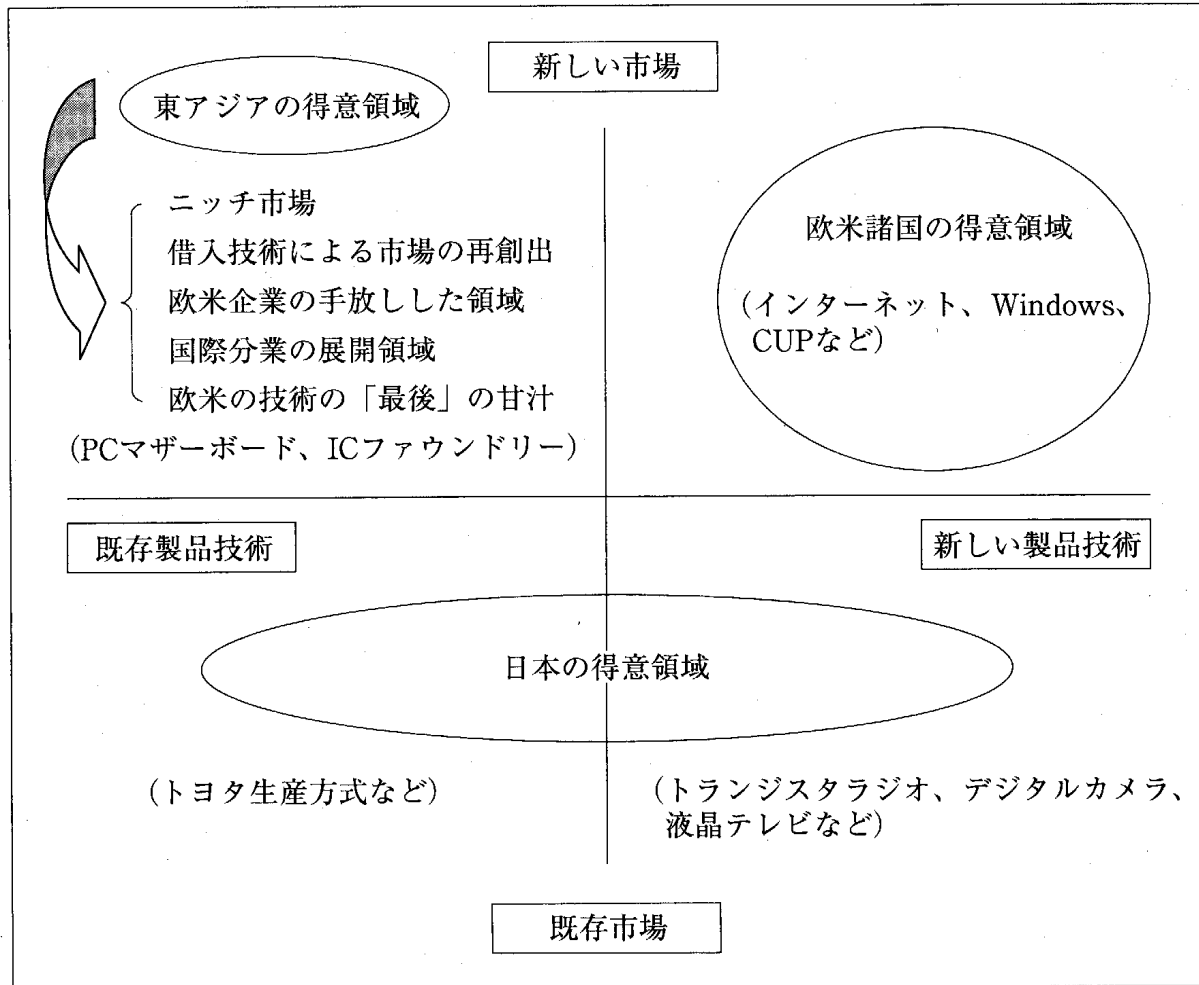 新しい市場
東アジアの得意領域
ニッチ市場
借入技術による市場の再創出
欧米企業の手放しした領域
国際分業の展開領域
欧米の技術の「最後」の甘汁
(PCマザーボード、ICファウンドリー)
欧米諸国の得意領域
(インターネット、Windows、
CUPなど)
既存製品技術
新しい製品技術
日本の得意領域
(トヨタ生産方式など)
(トランジスタラジオ、デジタルカメラ、
液晶テレビなど)
既存市場